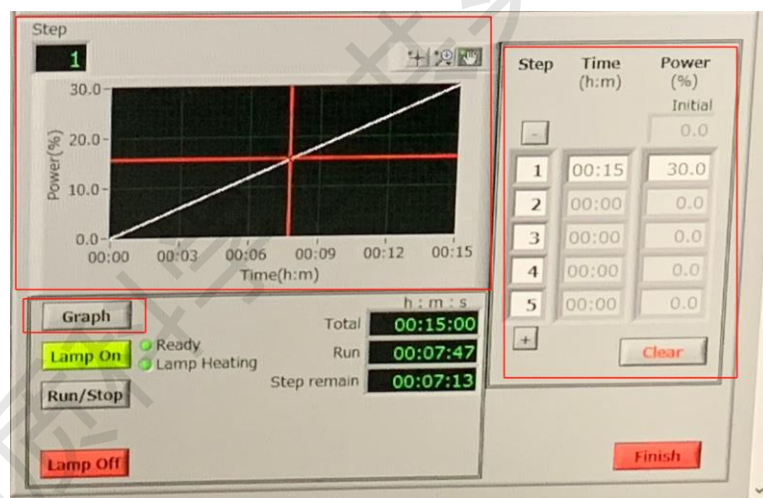 Step
1
30.0
20.0
10.0
0.0
Power(%)
00:00 00:03 00:06 00:09 00:12 00:15
Time(h:m)
Step Time Power
(h:m) (%)
Initial
- 0.0
1 00:15 30.0
2 00:00 0.0
3 00:00 0.0
4 00:00 0.0
5 00:00 0.0
+
Clear
Graph
h : m : s
Total 00:15:00
Lamp On Ready
Lamp Heating
Run 00:07:47
Run/Stop
Step remain 00:07:13
Lamp Off
Finish